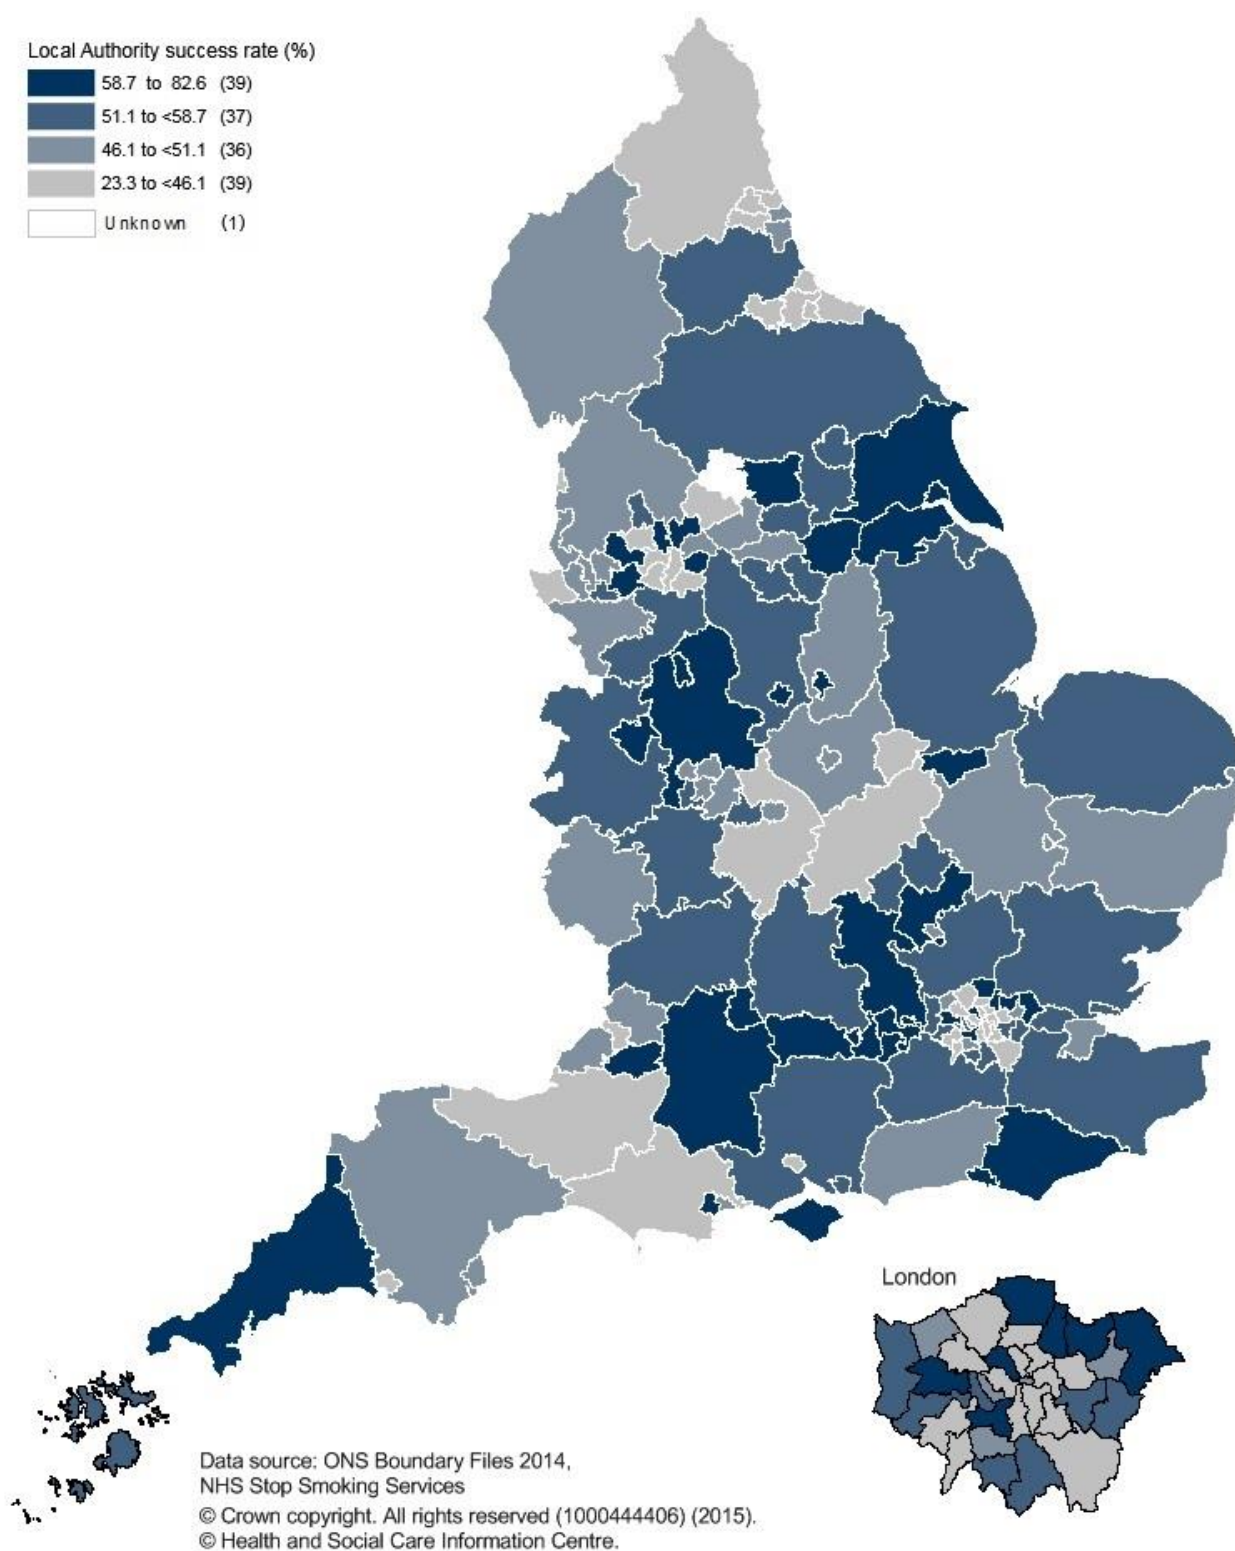 Local Authority success rate (%)
58.7 to 82.6 (39)
51.1 to <58.7 (37)
46.1 to <51.1 (36)
23.3 to <46.1 (39)
Unknown (1)
London
Data source: ONS Boundary Files 2014,
NHS Stop Smoking Services
© Crown copyright. All rights reserved (1000444406) (2015).
© Health and Social Care Information Centre.